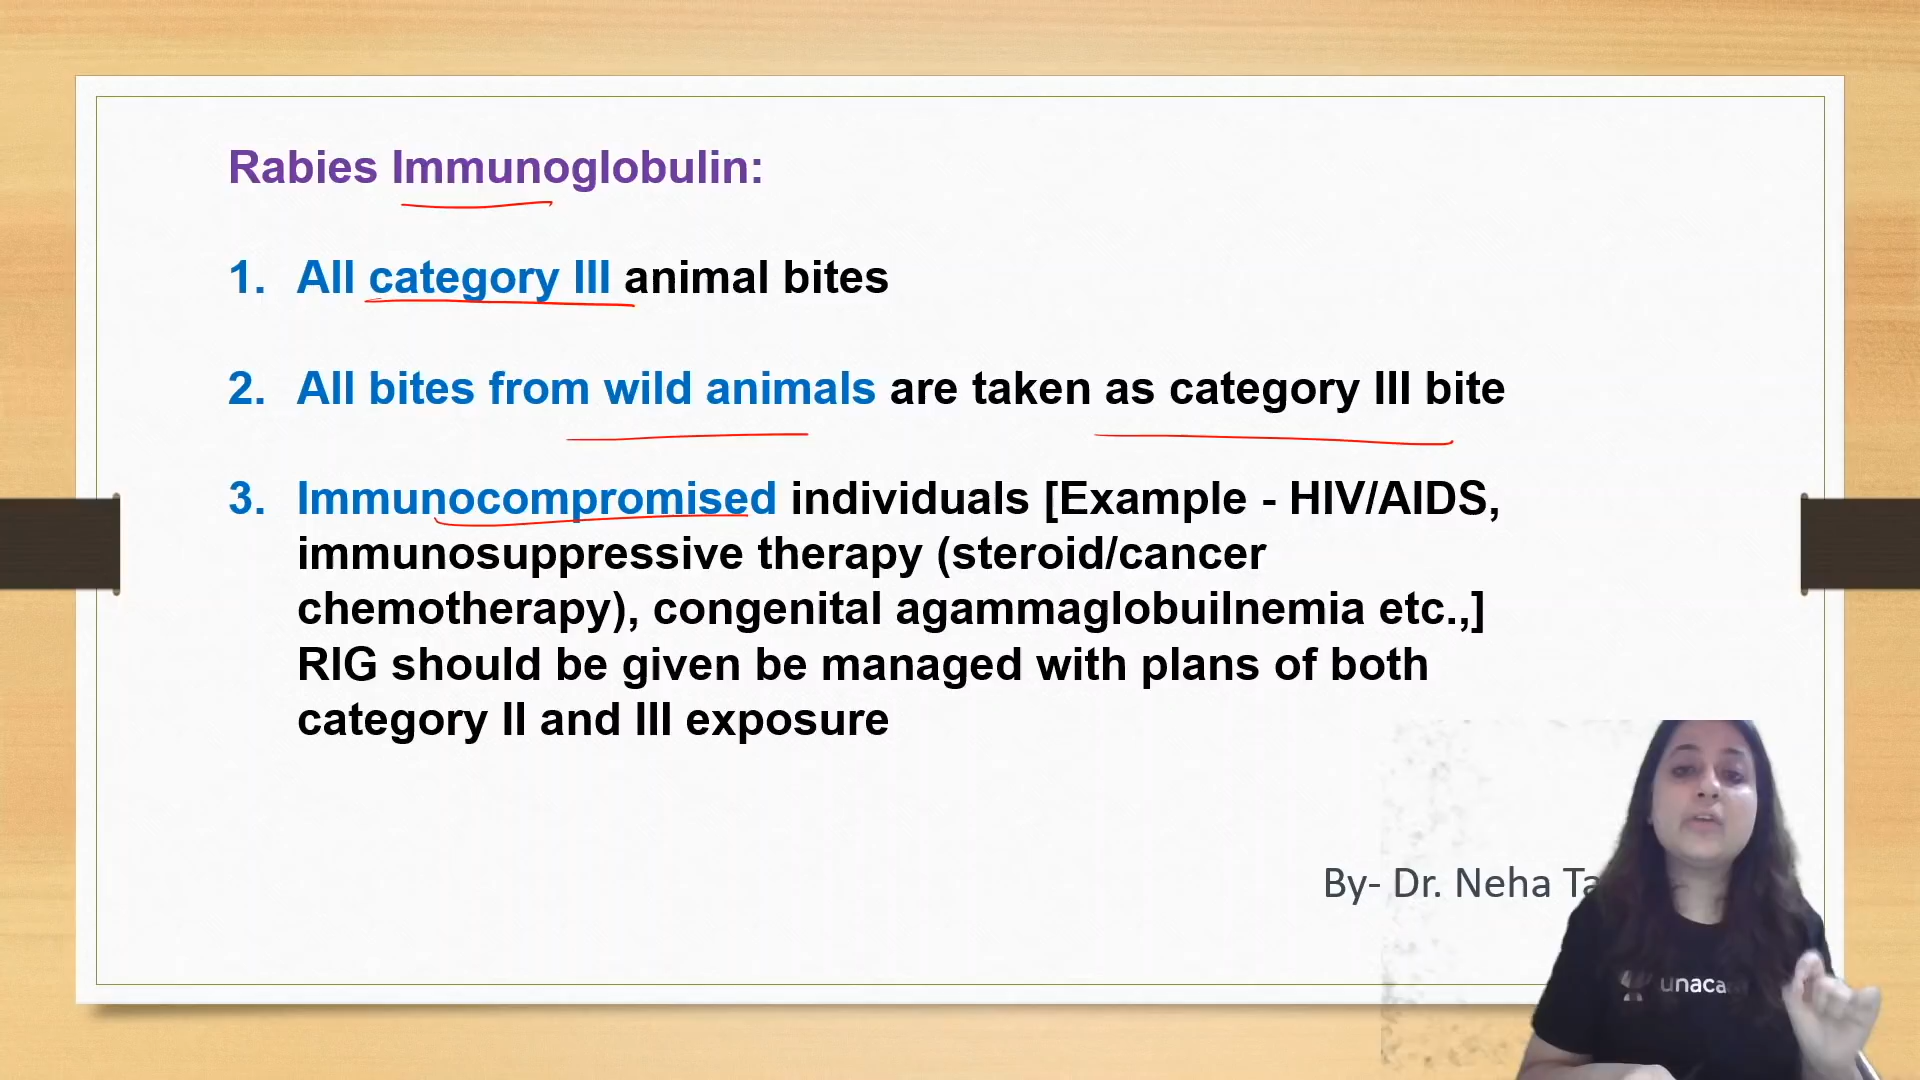 Rabies Immunoglobulin:
1. All category III animal bites
2. All bites from wild animals are taken as category III bite
3. Immunocompromised individuals [Example - HIV/AIDS,
immunosuppressive therapy (steroid/cancer
chemotherapy), congenital agammaglobuilnemia etc.,]
RIG should be given be managed with plans of both
category II and III exposure
By- Dr. Neha